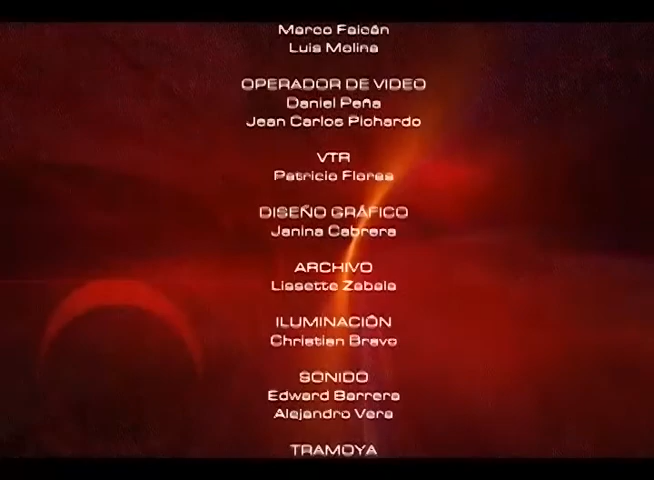 Marco Falcón
Luis Molina
OPERADOR DE VIDEO
Daniel Peña
Jean Carlos Pichardo
VTR
Patricio Flores
DISEÑO GRÁFICO
Janina Cabrera
ARCHIVO
Lissette Zabala
ILUMINACIÓN
Christian Bravo
SONIDO
Edward Barrera
Alejandro Vera
TRAMOYA